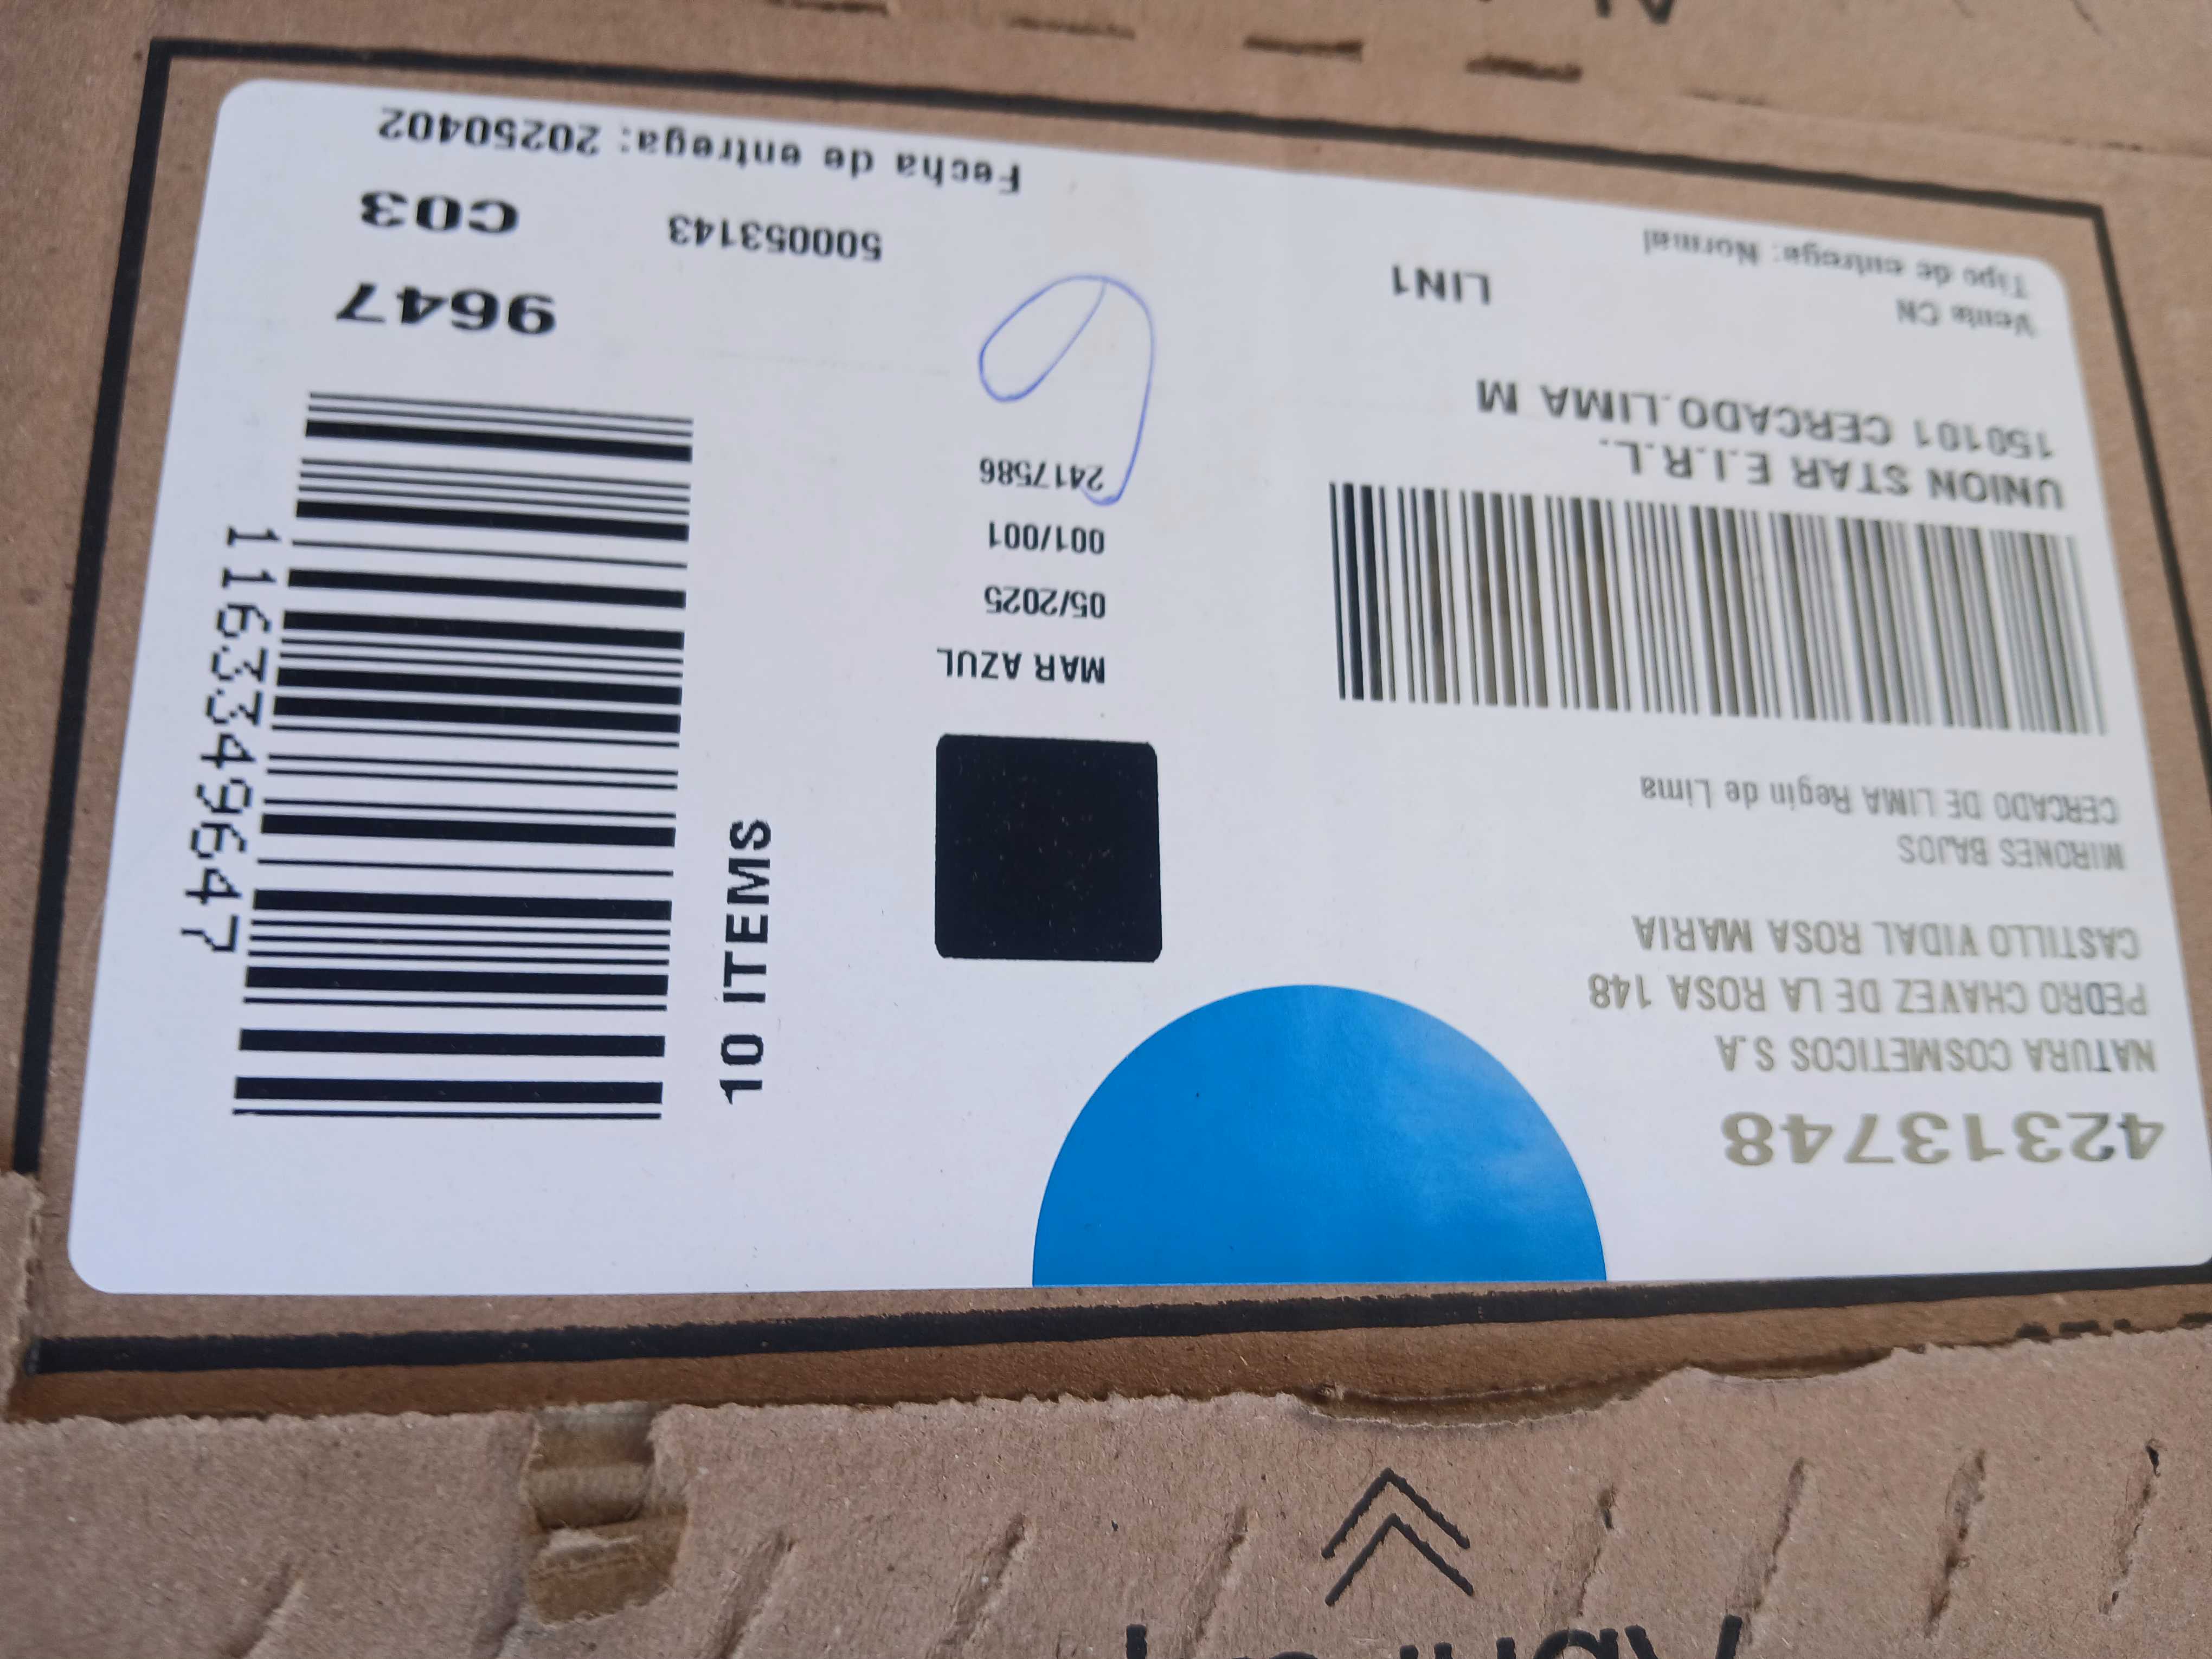 42313748
NATURA COSMETICOS S.A
PEDRO CHAVEZ DE LA ROSA 148
CASTILLO VIDAL ROSA MARIA
MIRONES BAJOS
CERCADO DE LIMA Regin de Lima
UNION STAR E.I.R.L.
150101 CERCADO.LIMA M
Venta CN
Tipo de entrega: Normal
LIN1
MAR AZUL
05/2025
001/001
2417586
10 ITEMS
1163349647
9647
C03
500053143
Fecha de entrega: 20250402